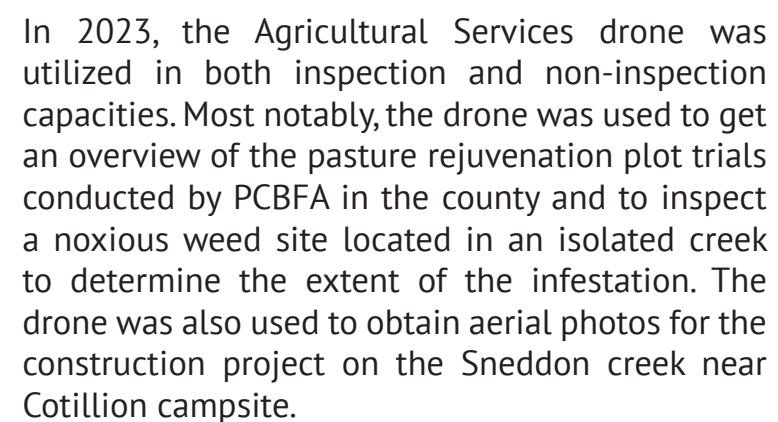 In 2023, the Agricultural Services drone was
utilized in both inspection and non-inspection
capacities. Most notably, the drone was used to get
an overview of the pasture rejuvenation plot trials
conducted by PCBFA in the county and to inspect
a noxious weed site located in an isolated creek
to determine the extent of the infestation. The
drone was also used to obtain aerial photos for the
construction project on the Sneddon creek near
Cotillion campsite.